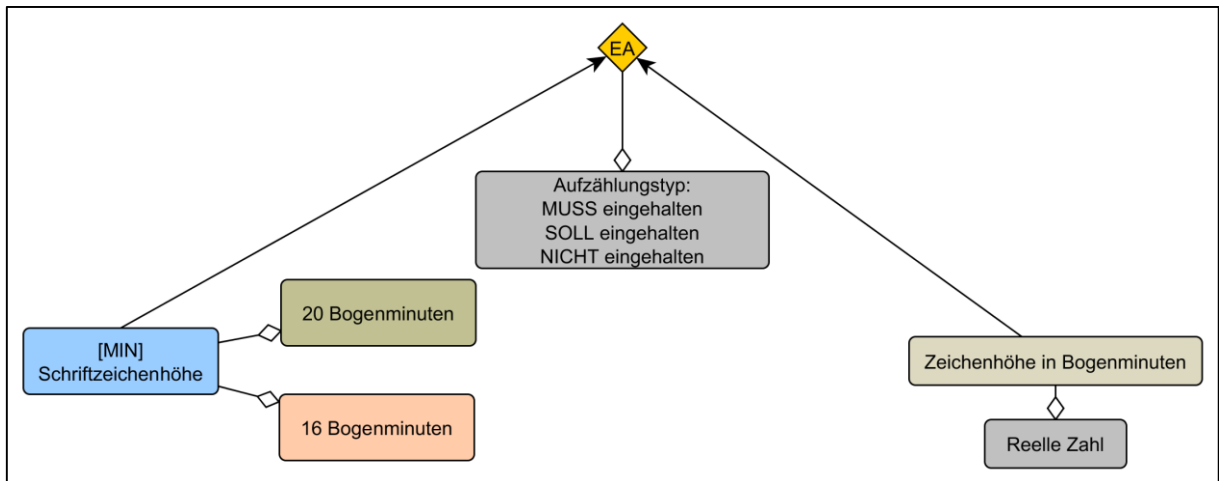 EA
Aufzählungstyp:
MUSS eingehalten
SOLL eingehalten
NICHT eingehalten
20 Bogenminuten
[MIN]
Schriftzeichenhöhe
16 Bogenminuten
Zeichenhöhe in Bogenminuten
Reelle Zahl